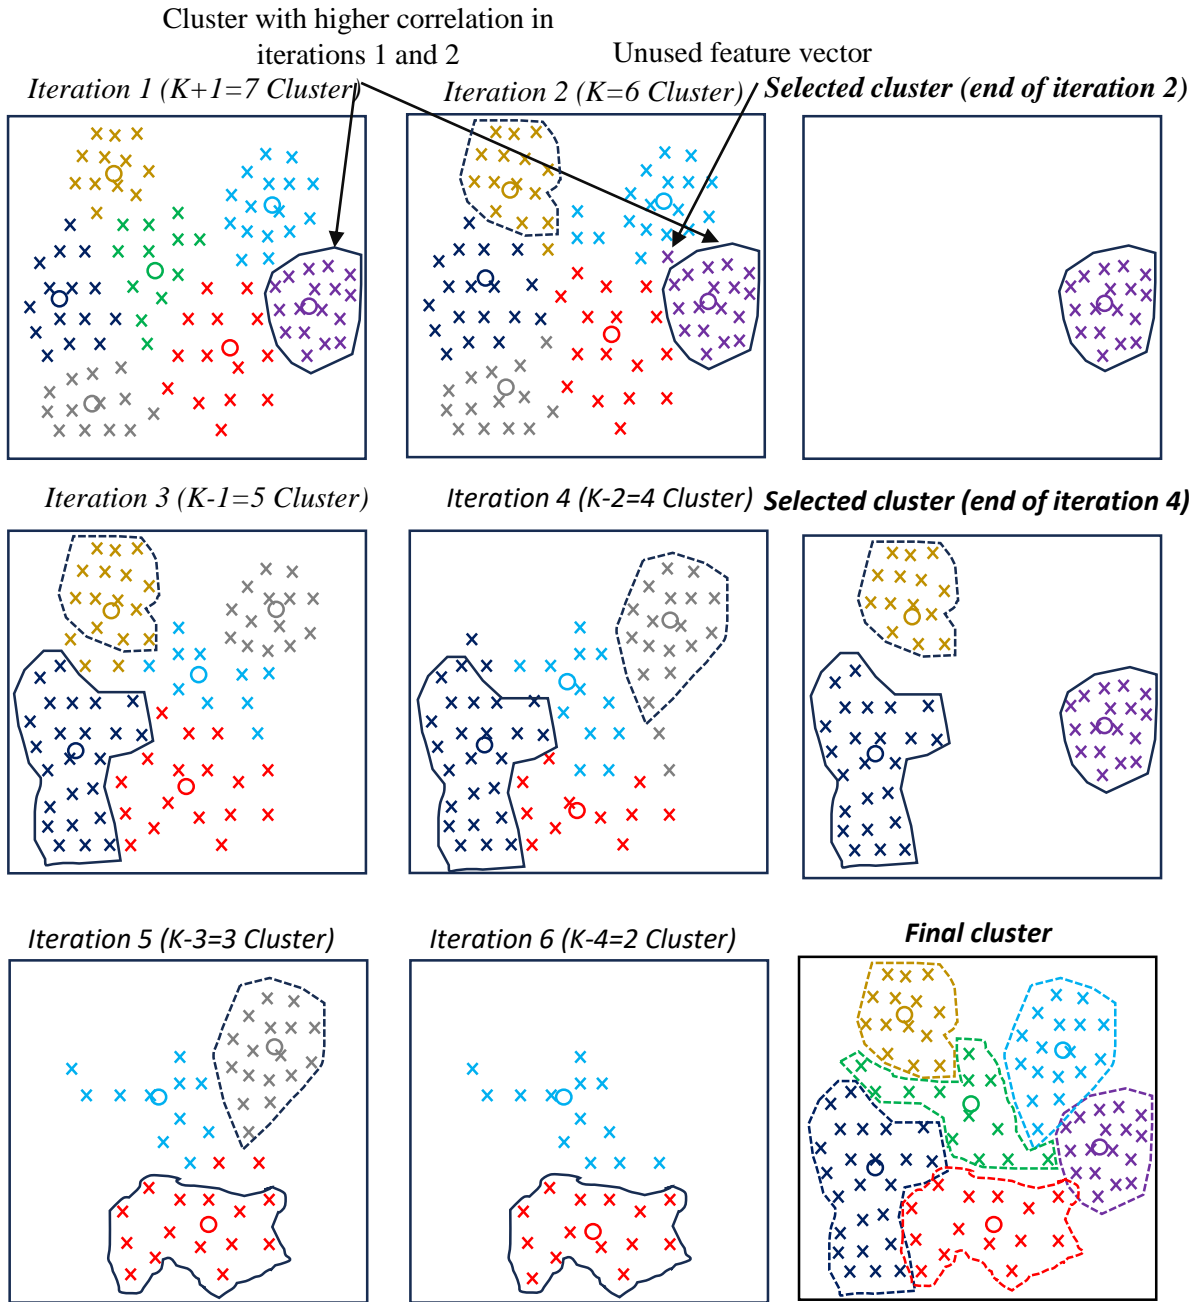 Cluster with higher correlation in
iterations 1 and 2
Unused feature vector
Iteration 1 (K+1=7 Cluster)
Iteration 2 (K=6 Cluster)
Selected cluster (end of iteration 2)
Iteration 3 (K-1=5 Cluster)
Iteration 4 (K-2=4 Cluster)
Selected cluster (end of iteration 4)
Iteration 5 (K-3=3 Cluster)
Iteration 6 (K-4=2 Cluster)
Final cluster